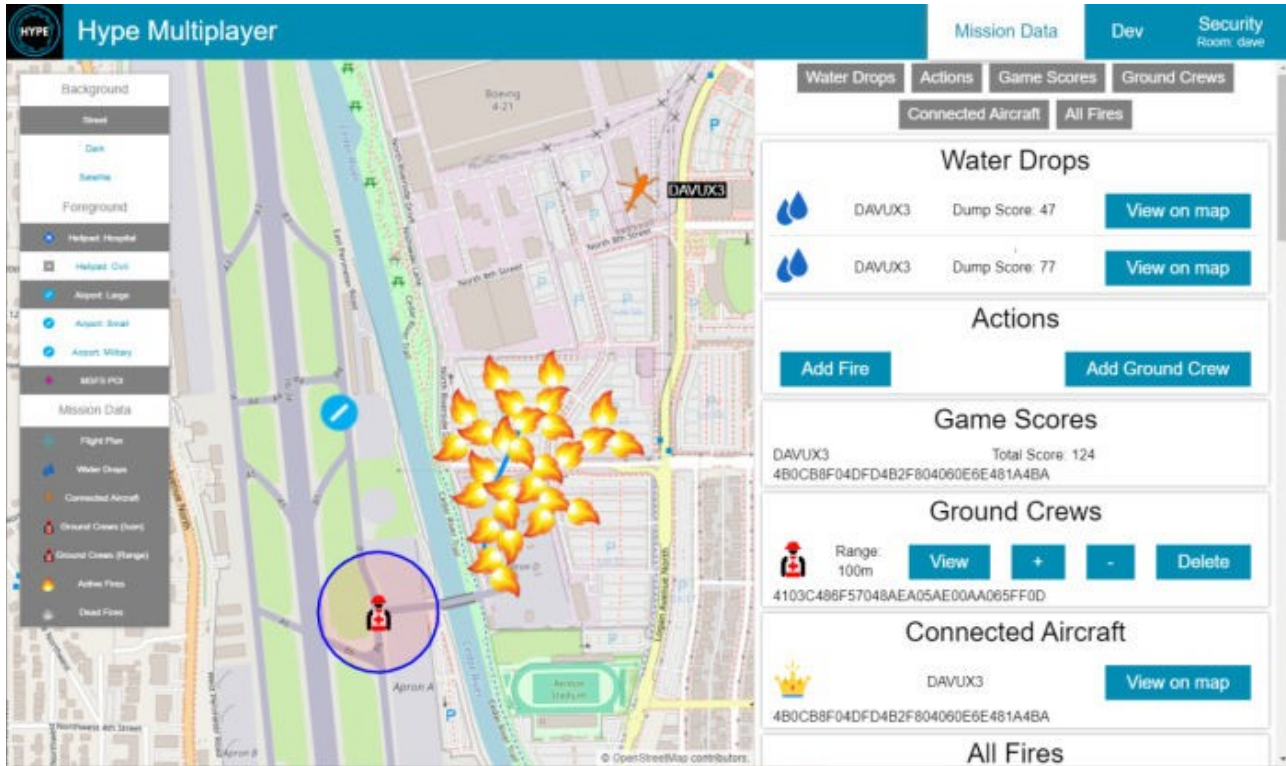 HYPE
Hype Multiplayer
Mission Data
Dev
Security
Room: dave
Background
Street
Dark
Satellite
Foreground
Helipad: Hospital
Helipad: Civil
Airport: Large
Airport: Small
Airport: Military
MSFS POI
Mission Data
Flight Plan
Water Drops
Connected Aircraft
Ground Crews (Icon)
Ground Crews (Range)
Active Fires
Dead Fires
Boeing
4-21
DAVUX3
North 8th Street
North 6th Street
East Perimeter Road
Cedar River Trail
Logan Avenue North
Apron A
Apron B
Renton
Stadium
Northwest 4th Street
P
© OpenStreetMap contributors.
Water Drops
Actions
Game Scores
Ground Crews
Connected Aircraft
All Fires
Water Drops
DAVUX3
Dump Score: 47
View on map
DAVUX3
Dump Score: 77
View on map
Actions
Add Fire
Add Ground Crew
Game Scores
DAVUX3
Total Score: 124
4B0CB8F04DFD4B2F804060E6E481A4BA
Ground Crews
Range:
100m
View
+
-
Delete
4103C486F57048AEA05AE00AA065FF0D
Connected Aircraft
DAVUX3
View on map
4B0CB8F04DFD4B2F804060E6E481A4BA
All Fires